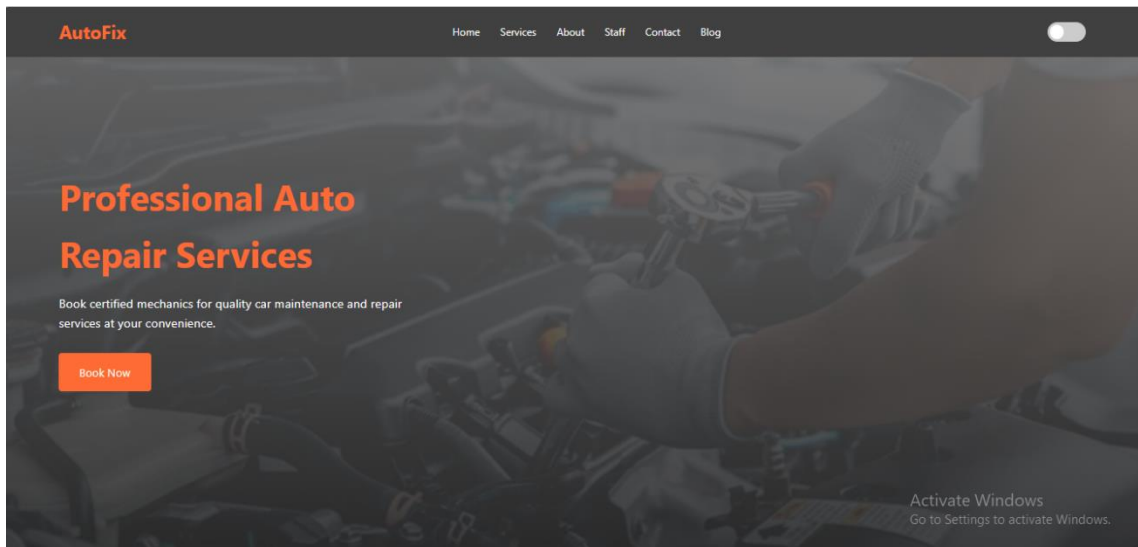 AutoFix
Home Services About Staff Contact Blog
Professional Auto
Repair Services
Book certified mechanics for quality car maintenance and repair
services at your convenience.
Book Now
Activate Windows
Go to Settings to activate Windows.